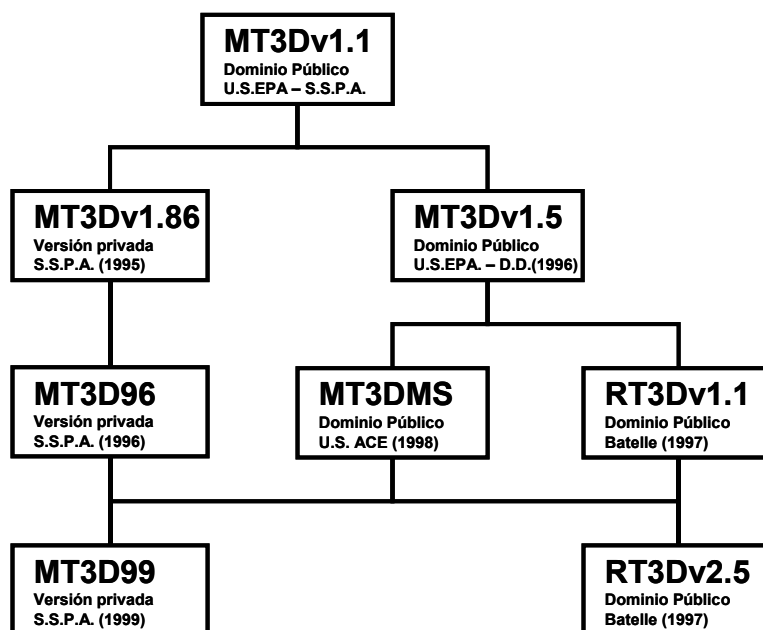 MT3Dv1.1
Dominio Público
U.S.EPA – S.S.P.A.
MT3Dv1.86
Versión privada
S.S.P.A. (1995)
MT3Dv1.5
Dominio Público
U.S.EPA. – D.D.(1996)
MT3D96
Versión privada
S.S.P.A. (1996)
MT3DMS
Dominio Público
U.S. ACE (1998)
RT3Dv1.1
Dominio Público
Batelle (1997)
MT3D99
Versión privada
S.S.P.A. (1999)
RT3Dv2.5
Dominio Público
Batelle (1997)